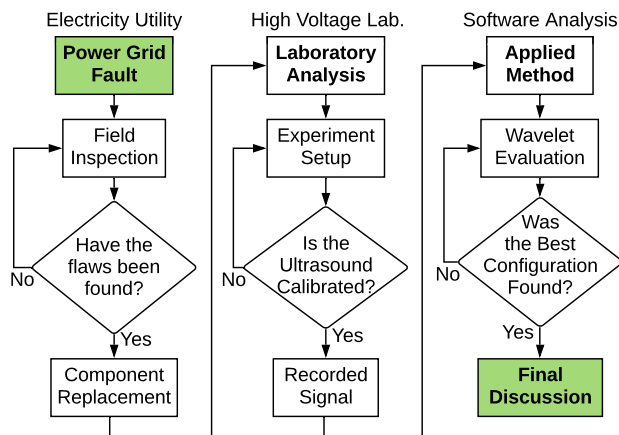 Electricity Utility
Power Grid
Fault
Field
Inspection
Have the
flaws been
found?
No
Yes
Component
Replacement
High Voltage Lab.
Laboratory
Analysis
Experiment
Setup
Is the
Ultrasound
Calibrated?
No
Yes
Recorded
Signal
Software Analysis
Applied
Method
Wavelet
Evaluation
Was
the Best
Configuration
Found?
No
Yes
Final
Discussion